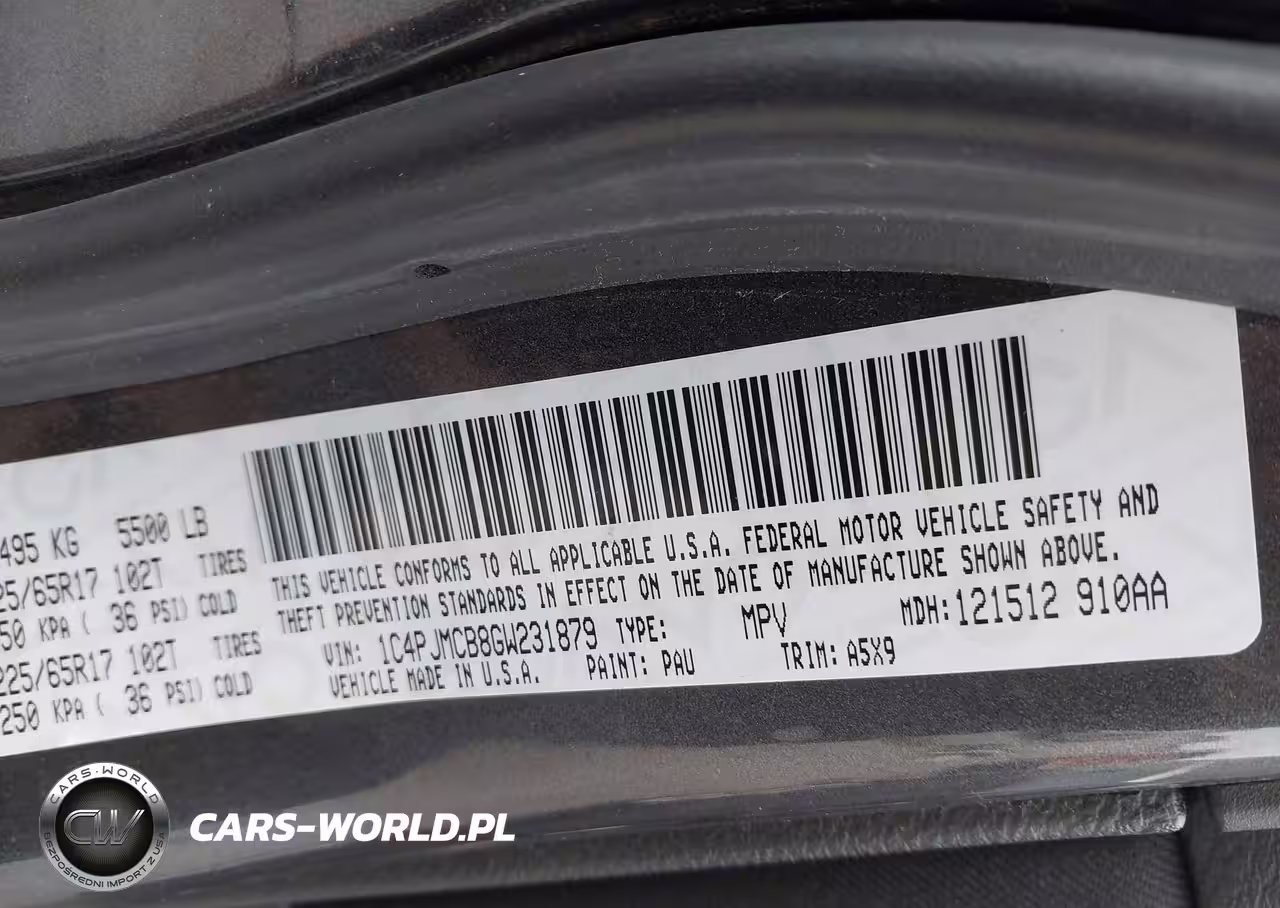 495 KG 5500 LB
25/65R17 102T TIRES
50 KPA ( 36 PSI) COLD
225/65R17 102T TIRES
250 KPA ( 36 PSI) COLD
THIS VEHICLE CONFORMS TO ALL APPLICABLE U.S.A. FEDERAL MOTOR VEHICLE SAFETY AND
THEFT PREVENTION STANDARDS IN EFFECT ON THE DATE OF MANUFACTURE SHOWN ABOVE.
VIN: 1C4PJMCB8GW231879 TYPE: MPV MDH:121512 910AA
VEHICLE MADE IN U.S.A. PAINT: PAU TRIM: A5X9
CARS-WORLD
CW
BEZPOŚREDNI IMPORT Z USA
CARS-WORLD.PL